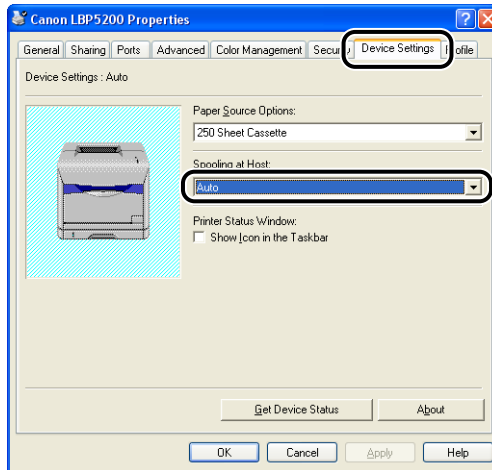 Canon LBP5200 Properties
General Sharing Ports Advanced Color Management Device Settings
Device Settings : Auto
Paper Source Options:
250 Sheet Cassette
Spooling at Host:
Auto
Printer Status Window:
Show Icon in the Taskbar
Get Device Status About
OK Cancel Apply Help